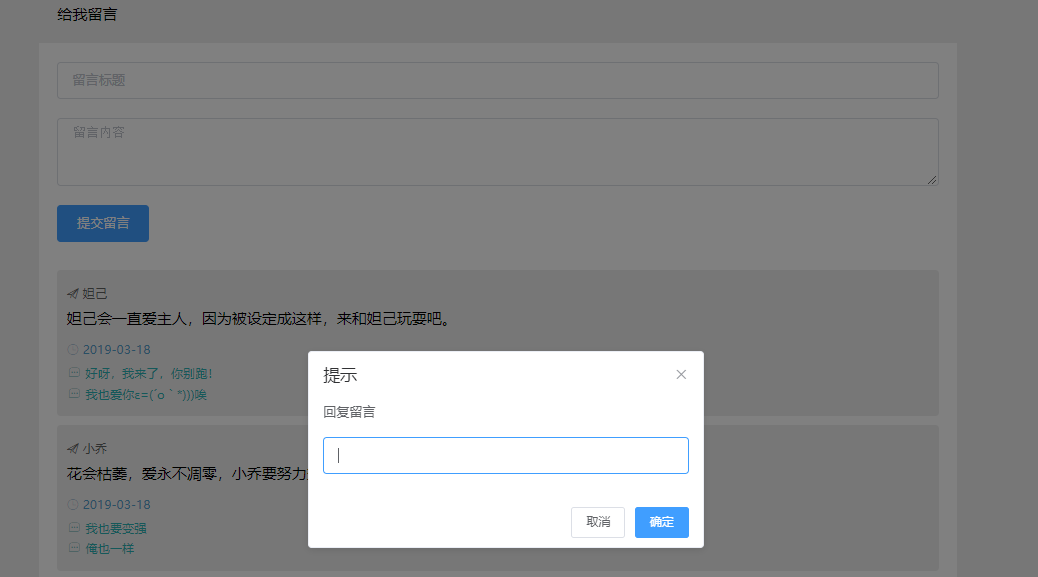 给我留言
留言标题
留言内容
提交留言
妲己
妲己会一直爱主人，因为被设定成这样，来和妲己玩耍吧。
2019-03-18
好呀，我来了，你别跑！
我也爱你ε=(´ο｀*)))唉
小乔
花会枯萎，爱永不凋零，小乔要努力
2019-03-18
我也要变强
俺也一样
提示
回复留言
取消
确定